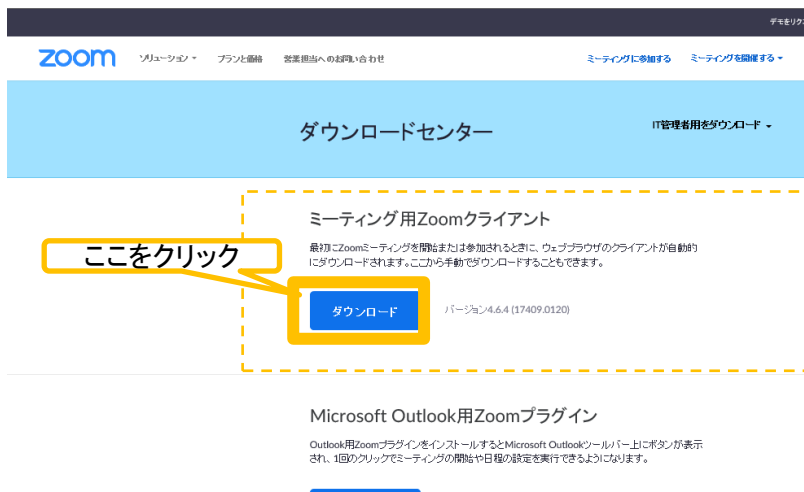 デモをリク
zoom ソリューション プランと価格 営業担当へのお問い合わせ ミーティングに参加する ミーティングを開催する
ダウンロードセンター
IT管理者用をダウンロード
ミーティング用Zoomクライアント
最初にZoomミーティングを開始または参加されるときに、ウェブブラウザのクライアントが自動的
にダウンロードされます。ここから手動でダウンロードすることもできます。
ここをクリック
ダウンロード バージョン4.6.4 (17409.0120)
Microsoft Outlook用Zoomプラグイン
Outlook用ZoomプラグインをインストールするとMicrosoft Outlookツールバー上にボタンが表示
され、1回のクリックでミーティングの開始や日程の設定を実行できるようになります。